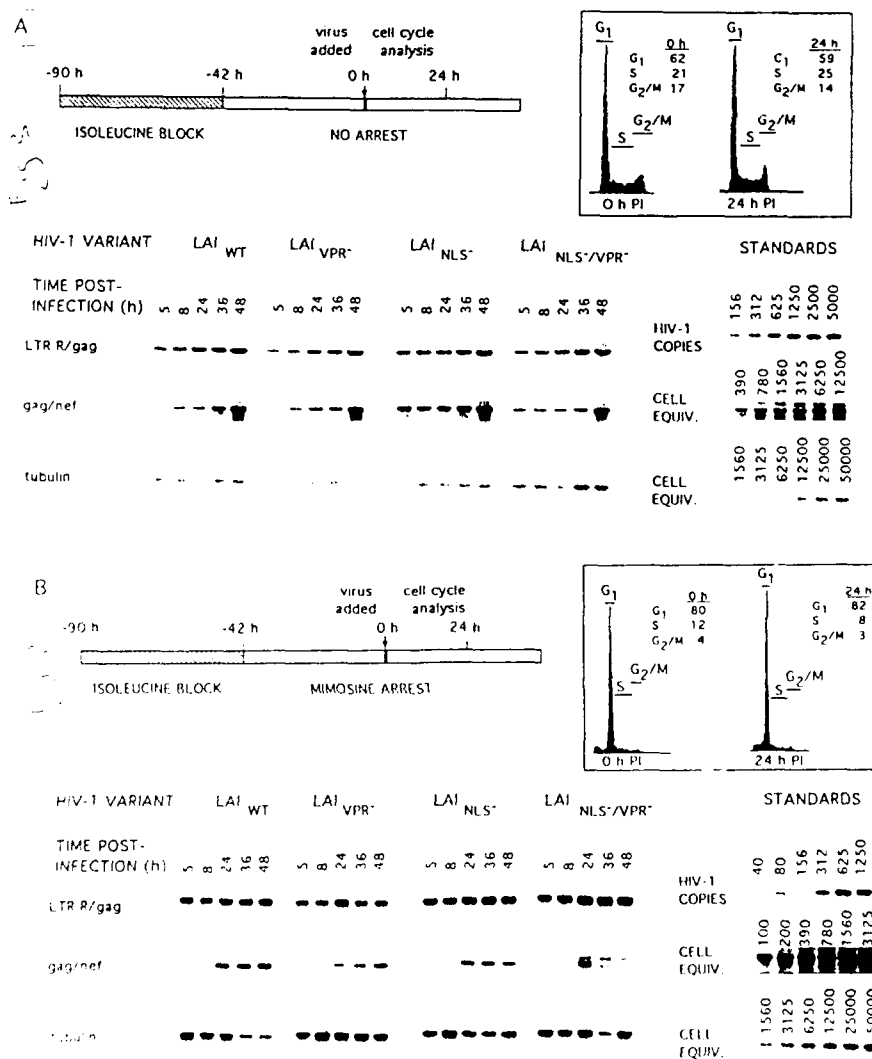 A
virus added
cell cycle analysis
-90 h -42 h 0 h 24 h
ISOLEUCINE BLOCK NO ARREST
G1
0 h
G1 62
S 21
G2/M 17
G2/M
S
0 h PI
G1
24 h
C1 59
S 25
G2/M 14
G2/M
S
24 h PI
HIV-1 VARIANT LAI WT LAI VPR- LAI NLS- LAI NLS-/VPR- STANDARDS
TIME POST-
INFECTION (h) 5 8 24 36 48 5 8 24 36 48 5 8 24 36 48 5 8 24 36 48
HIV-1 COPIES 156 312 625 1250 2500 5000
LTR R/gag
CELL EQUIV. 390 780 1560 3125 6250 12500
gag/nef
CELL EQUIV. 1560 3125 6250 12500 25000 50000
tubulin
B
virus added
cell cycle analysis
-90 h -42 h 0 h 24 h
ISOLEUCINE BLOCK MIMOSINE ARREST
G1
0 h
G1 80
S 12
G2/M 4
G2/M
S
0 h PI
G1
24 h
G1 82
S 8
G2/M 3
G2/M
S
24 h PI
HIV-1 VARIANT LAI WT LAI VPR- LAI NLS- LAI NLS-/VPR- STANDARDS
TIME POST-
INFECTION (h) 5 8 24 36 48 5 8 24 36 48 5 8 24 36 48 5 8 24 36 48
HIV-1 COPIES 40 80 156 312 625 1250
LTR R/gag
CELL EQUIV. 100 200 390 780 1560 3125
gag/nef
CELL EQUIV. 1560 3125 6250 12500 25000 50000
tubulin